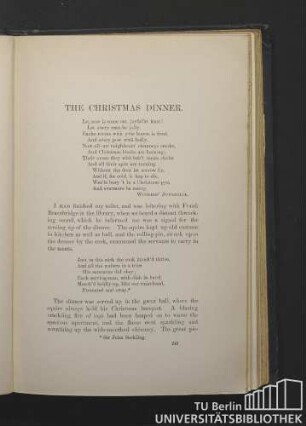 THE CHRISTMAS DINNER.
Lo, now is come our joyful'st feast!
Let every man be jolly,
Eache roome with yvie leaves is drest,
And every post with holly.
Now all our neighbours' chimneys smoke,
And Christmas blocks are burning;
Their ovens they with bak't meats choke
And all their spits are turning.
Without the door let sorrow lie,
And if, for cold, it hap to die,
Wee'le bury 't in a Christmas pye,
And evermore be merry.
WITHERS' JUVENILIA.
I HAD finished my toilet, and was loitering with Frank
Bracebridge in the library, when we heard a distant thwack-
ing sound, which he informed me was a signal for the
serving up of the dinner. The squire kept up old customs
in kitchen as well as hall, and the rolling-pin, struck upon
the dresser by the cook, summoned the servants to carry in
the meats.
Just in this nick the cook knock'd thrice,
And all the waiters in a trice
His summons did obey;
Each serving-man, with dish in hand
March'd boldly up, like our train-band,
Presented and away.*
The dinner was served up in the great hall, where the
squire always held his Christmas banquet. A blazing
crackling fire of logs had been heaped on to warm the
spacious apartment, and the flame went sparkling and
wreathing up the wide-mouthed chimney. The great pic-
* Sir John Suckling.
TU Berlin
UNIVERSITÄTSBIBLIOTHEK